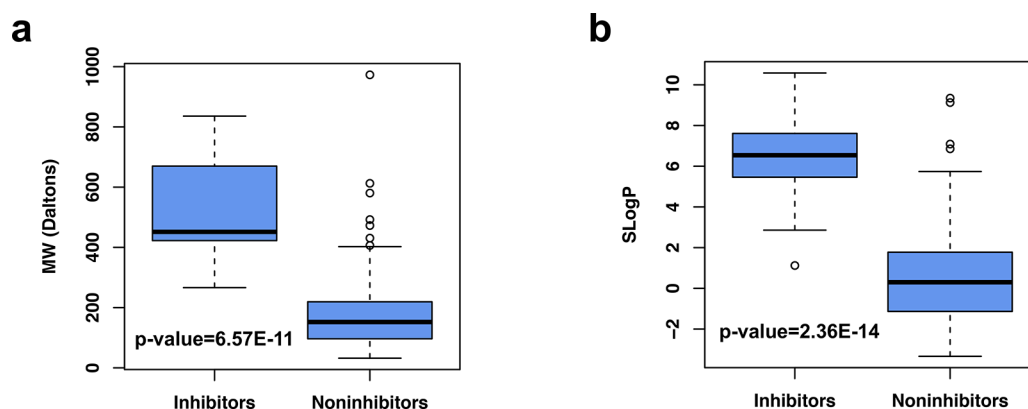 a
MW (Daltons)
1000
800
600
400
200
0
p-value=6.57E-11
Inhibitors
Noninhibitors
b
SLogP
10
8
6
4
2
0
−2
p-value=2.36E-14
Inhibitors
Noninhibitors